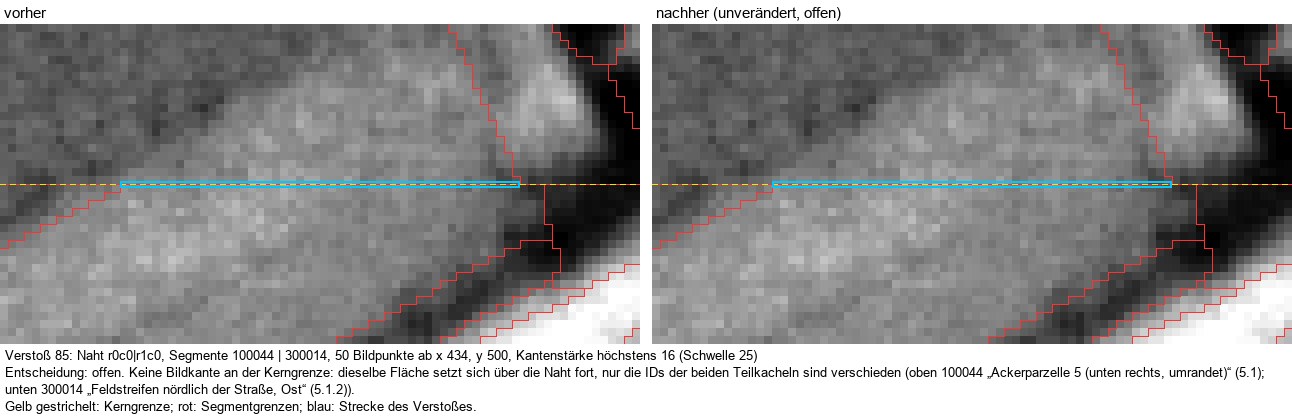 vorher
nachher (unverändert, offen)
Verstoß 85: Naht r0c0|r1c0, Segmente 100044 | 300014, 50 Bildpunkte ab x 434, y 500, Kantenstärke höchstens 16 (Schwelle 25)
Entscheidung: offen. Keine Bildkante an der Kerngrenze: dieselbe Fläche setzt sich über die Naht fort, nur die IDs der beiden Teilkacheln sind verschieden (oben 100044 „Ackerparzelle 5 (unten rechts, umrandet)“ (5.1);
unten 300014 „Feldstreifen nördlich der Straße, Ost“ (5.1.2)).
Gelb gestrichelt: Kerngrenze; rot: Segmentgrenzen; blau: Strecke des Verstoßes.